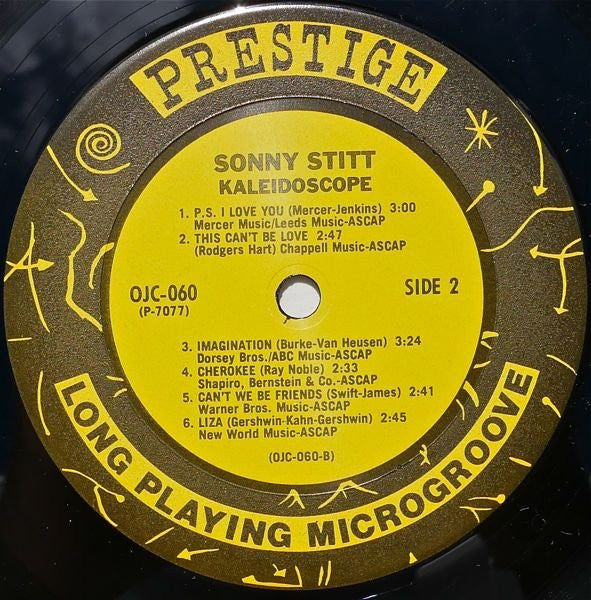 PRESTIGE
SONNY STITT
KALEIDOSCOPE
1. P.S. I LOVE YOU (Mercer-Jenkins) 3:00
Mercer Music/Leeds Music-ASCAP
2. THIS CAN'T BE LOVE 2:47
(Rodgers Hart) Chappell Music-ASCAP
OJC-060
(P-7077)
SIDE 2
3. IMAGINATION (Burke-Van Heusen) 3:24
Dorsey Bros./ABC Music-ASCAP
4. CHEROKEE (Ray Noble) 2:33
Shapiro, Bernstein & Co.-ASCAP
5. CAN'T WE BE FRIENDS (Swift-James) 2:41
Warner Bros. Music-ASCAP
6. LIZA (Gershwin-Kahn-Gershwin) 2:45
New World Music-ASCAP
(OJC-060-B)
LONG PLAYING MICROGROOVE